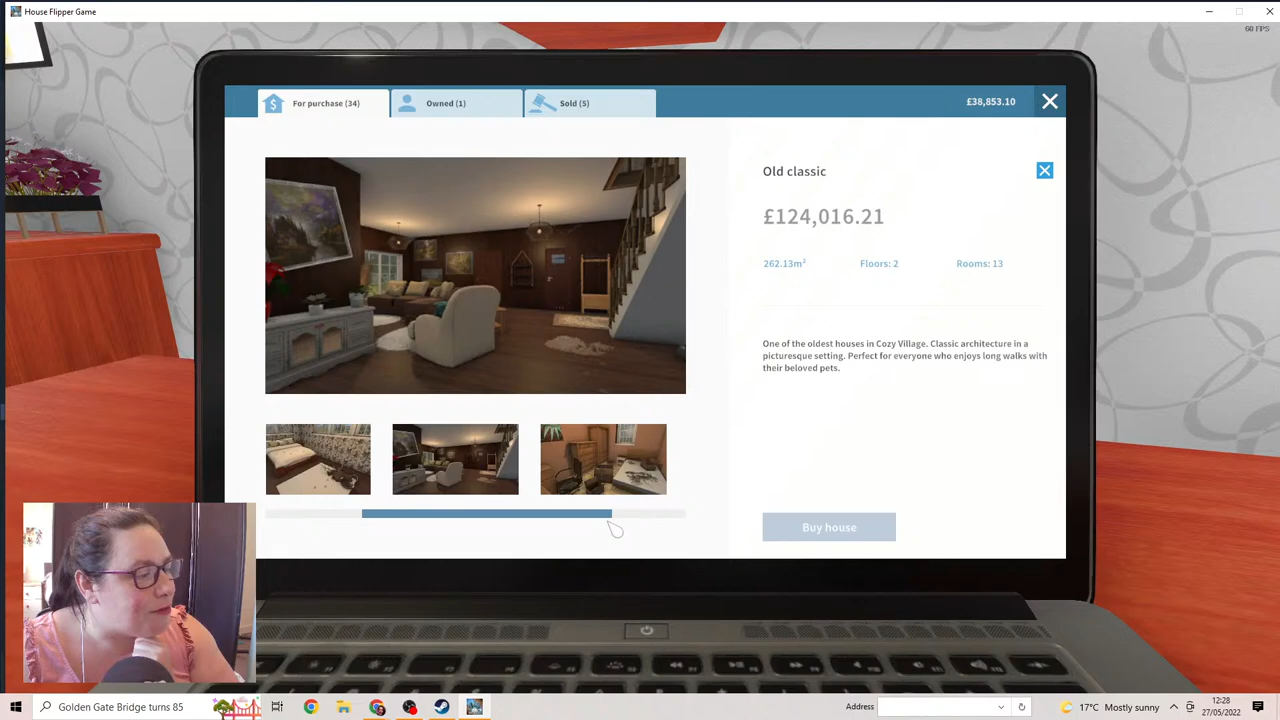 House Flipper Game
60 FPS
For purchase (34)
Owned (1)
Sold (5)
£38,853.10
Old classic
£124,016.21
262.13m²
Floors: 2
Rooms: 13
One of the oldest houses in Cozy Village. Classic architecture in a
picturesque setting. Perfect for everyone who enjoys long walks with
their beloved pets.
Buy house
Golden Gate Bridge turns 85
Address
17°C Mostly sunny
12:28
27/05/2022